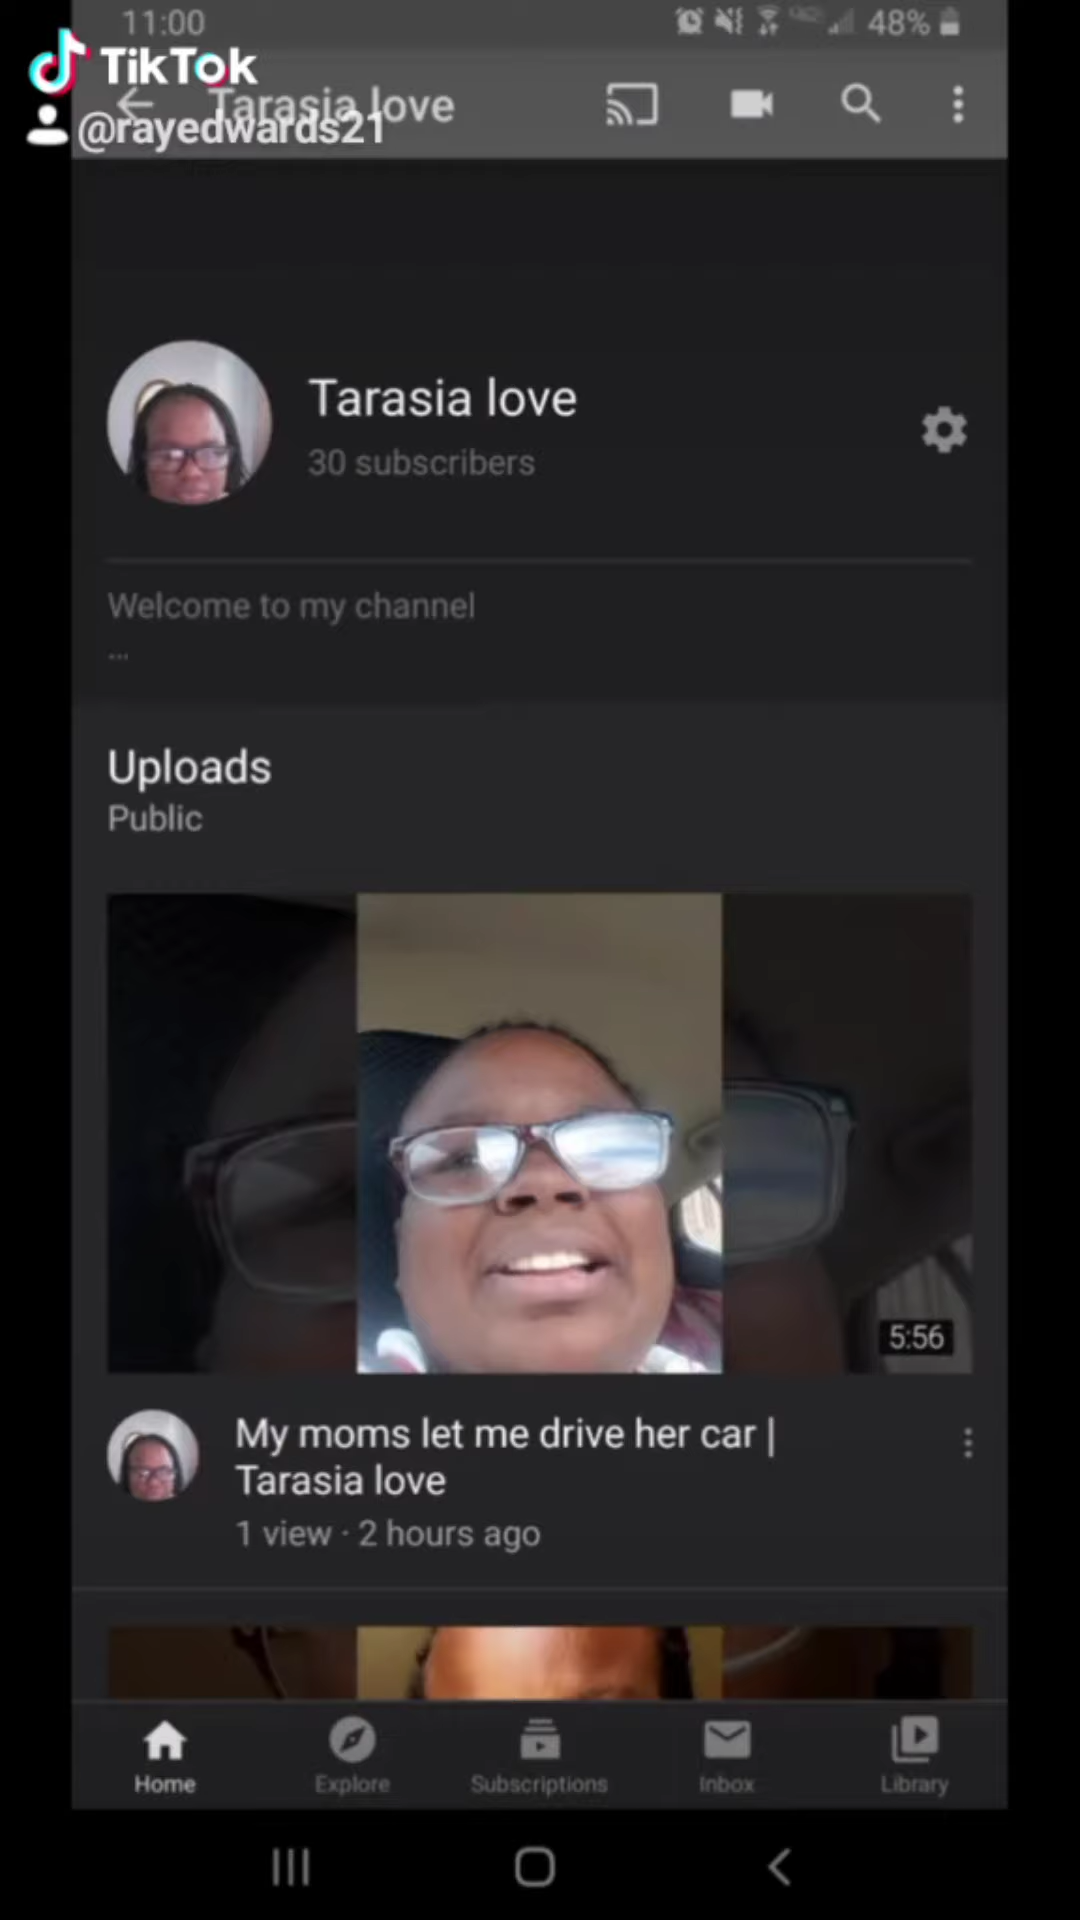 11:00
48%
TikTok
Tarasia love
@rayedwards21
Tarasia love
30 subscribers
Welcome to my channel
...
Uploads
Public
5:56
My moms let me drive her car |
Tarasia love
1 view · 2 hours ago
Home
Explore
Subscriptions
Inbox
Library